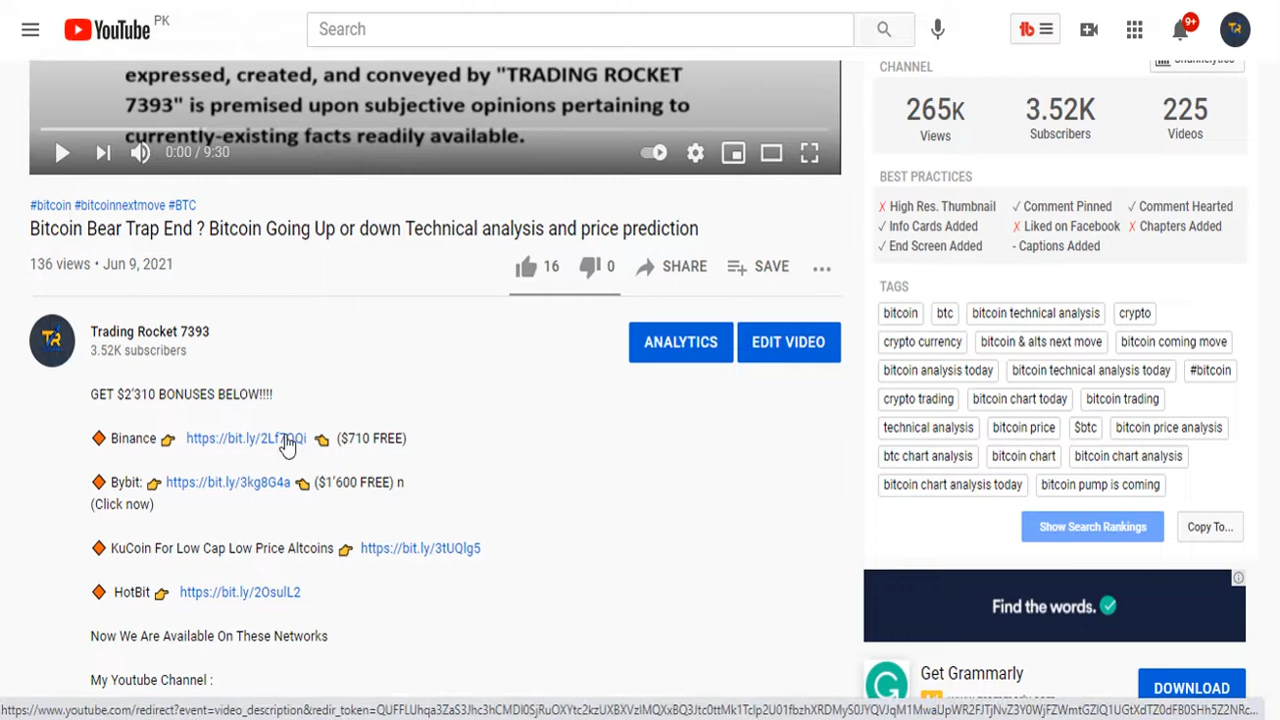 YouTube PK
Search
9+
TR
expressed, created, and conveyed by "TRADING ROCKET
7393" is premised upon subjective opinions pertaining to
currently-existing facts readily available.
0:00 / 9:30
#bitcoin #bitcoinnextmove #BTC
Bitcoin Bear Trap End ? Bitcoin Going Up or down Technical analysis and price prediction
136 views • Jun 9, 2021
16
0
SHARE
SAVE
TR
Trading Rocket 7393
3.52K subscribers
ANALYTICS
EDIT VIDEO
GET $2'310 BONUSES BELOW!!!!
Binance
($710 FREE)
Bybit: https://bit.ly/3kg8G4a ($1'600 FREE) n
(Click now)
KuCoin For Low Cap Low Price Altcoins https://bit.ly/3tUQlg5
HotBit https://bit.ly/2OsulL2
Now We Are Available On These Networks
My Youtube Channel :
CHANNEL
265K
3.52K
225
Views
Subscribers
Videos
BEST PRACTICES
✗ High Res. Thumbnail
✓ Comment Pinned
✓ Comment Hearted
✓ Info Cards Added
✗ Liked on Facebook
✗ Chapters Added
✓ End Screen Added
- Captions Added
TAGS
bitcoin
btc
bitcoin technical analysis
crypto
crypto currency
bitcoin & alts next move
bitcoin coming move
bitcoin analysis today
bitcoin technical analysis today
#bitcoin
crypto trading
bitcoin chart today
bitcoin trading
technical analysis
bitcoin price
$btc
bitcoin price analysis
btc chart analysis
bitcoin chart
bitcoin chart analysis
bitcoin chart analysis today
bitcoin pump is coming
Show Search Rankings
Copy To...
Find the words.
Get Grammarly
DOWNLOAD